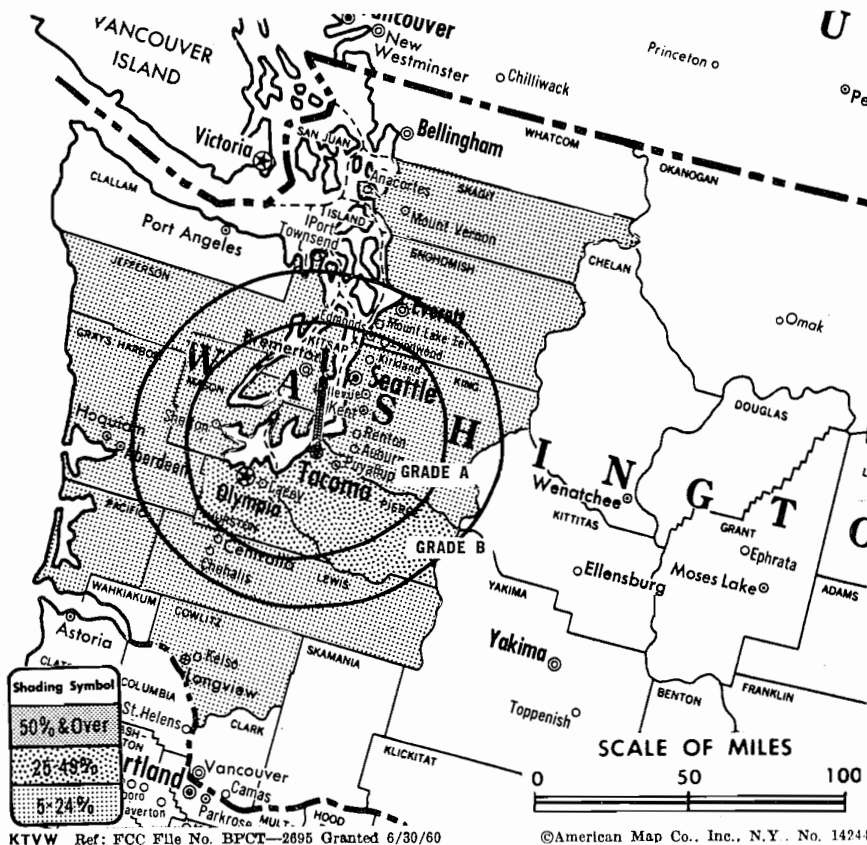 Vancouver
VANCOUVER
ISLAND
New
Westminster
Princeton
Chilliwack
U
Pe
Bellingham
WHATCOM
SAN JUAN
Victoria
OKANOGAN
Anacortes
SKAGIT
CLALLAM
ISLAND
Mount Vernon
Port
Townsend
Port Angeles
SNOHOMISH
CHELAN
JEFFERSON
Everett
Edmonds
Mount Lake Ter
Omak
GRAYS HARBOR
KITSAP
Bremerton
Kirkland
W A S H I N G T O
MASON
Seattle
KING
Bellevue
Kent
DOUGLAS
Shelton
Hoquiam
Aberdeen
Renton
Auburn
Puyallup
GRADE A
Tacoma
Wenatchee
Lacey
Olympia
PIERCE
KITTITAS
GRANT
PACIFIC
THURSTON
GRADE B
Ephrata
Centralia
Chehalis
LEWIS
Ellensburg
Moses Lake
ADAMS
WAHKIAKUM
COWLITZ
YAKIMA
Astoria
Kelso
Longview
SKAMANIA
Yakima
CLAT
COLUMBIA
BENTON
FRANKLIN
Shading Symbol
50% & Over
25-49%
5-24%
St. Helens
CLARK
Toppenish
KLICKITAT
SCALE OF MILES
rtland
Vancouver
Camas
0 50 100
averton
Parkrose
MULT-
HOOD
KTVW Ref: FCC File No. BPCT—2695 Granted 6/30/60
©American Map Co., Inc., N.Y. No. 14244